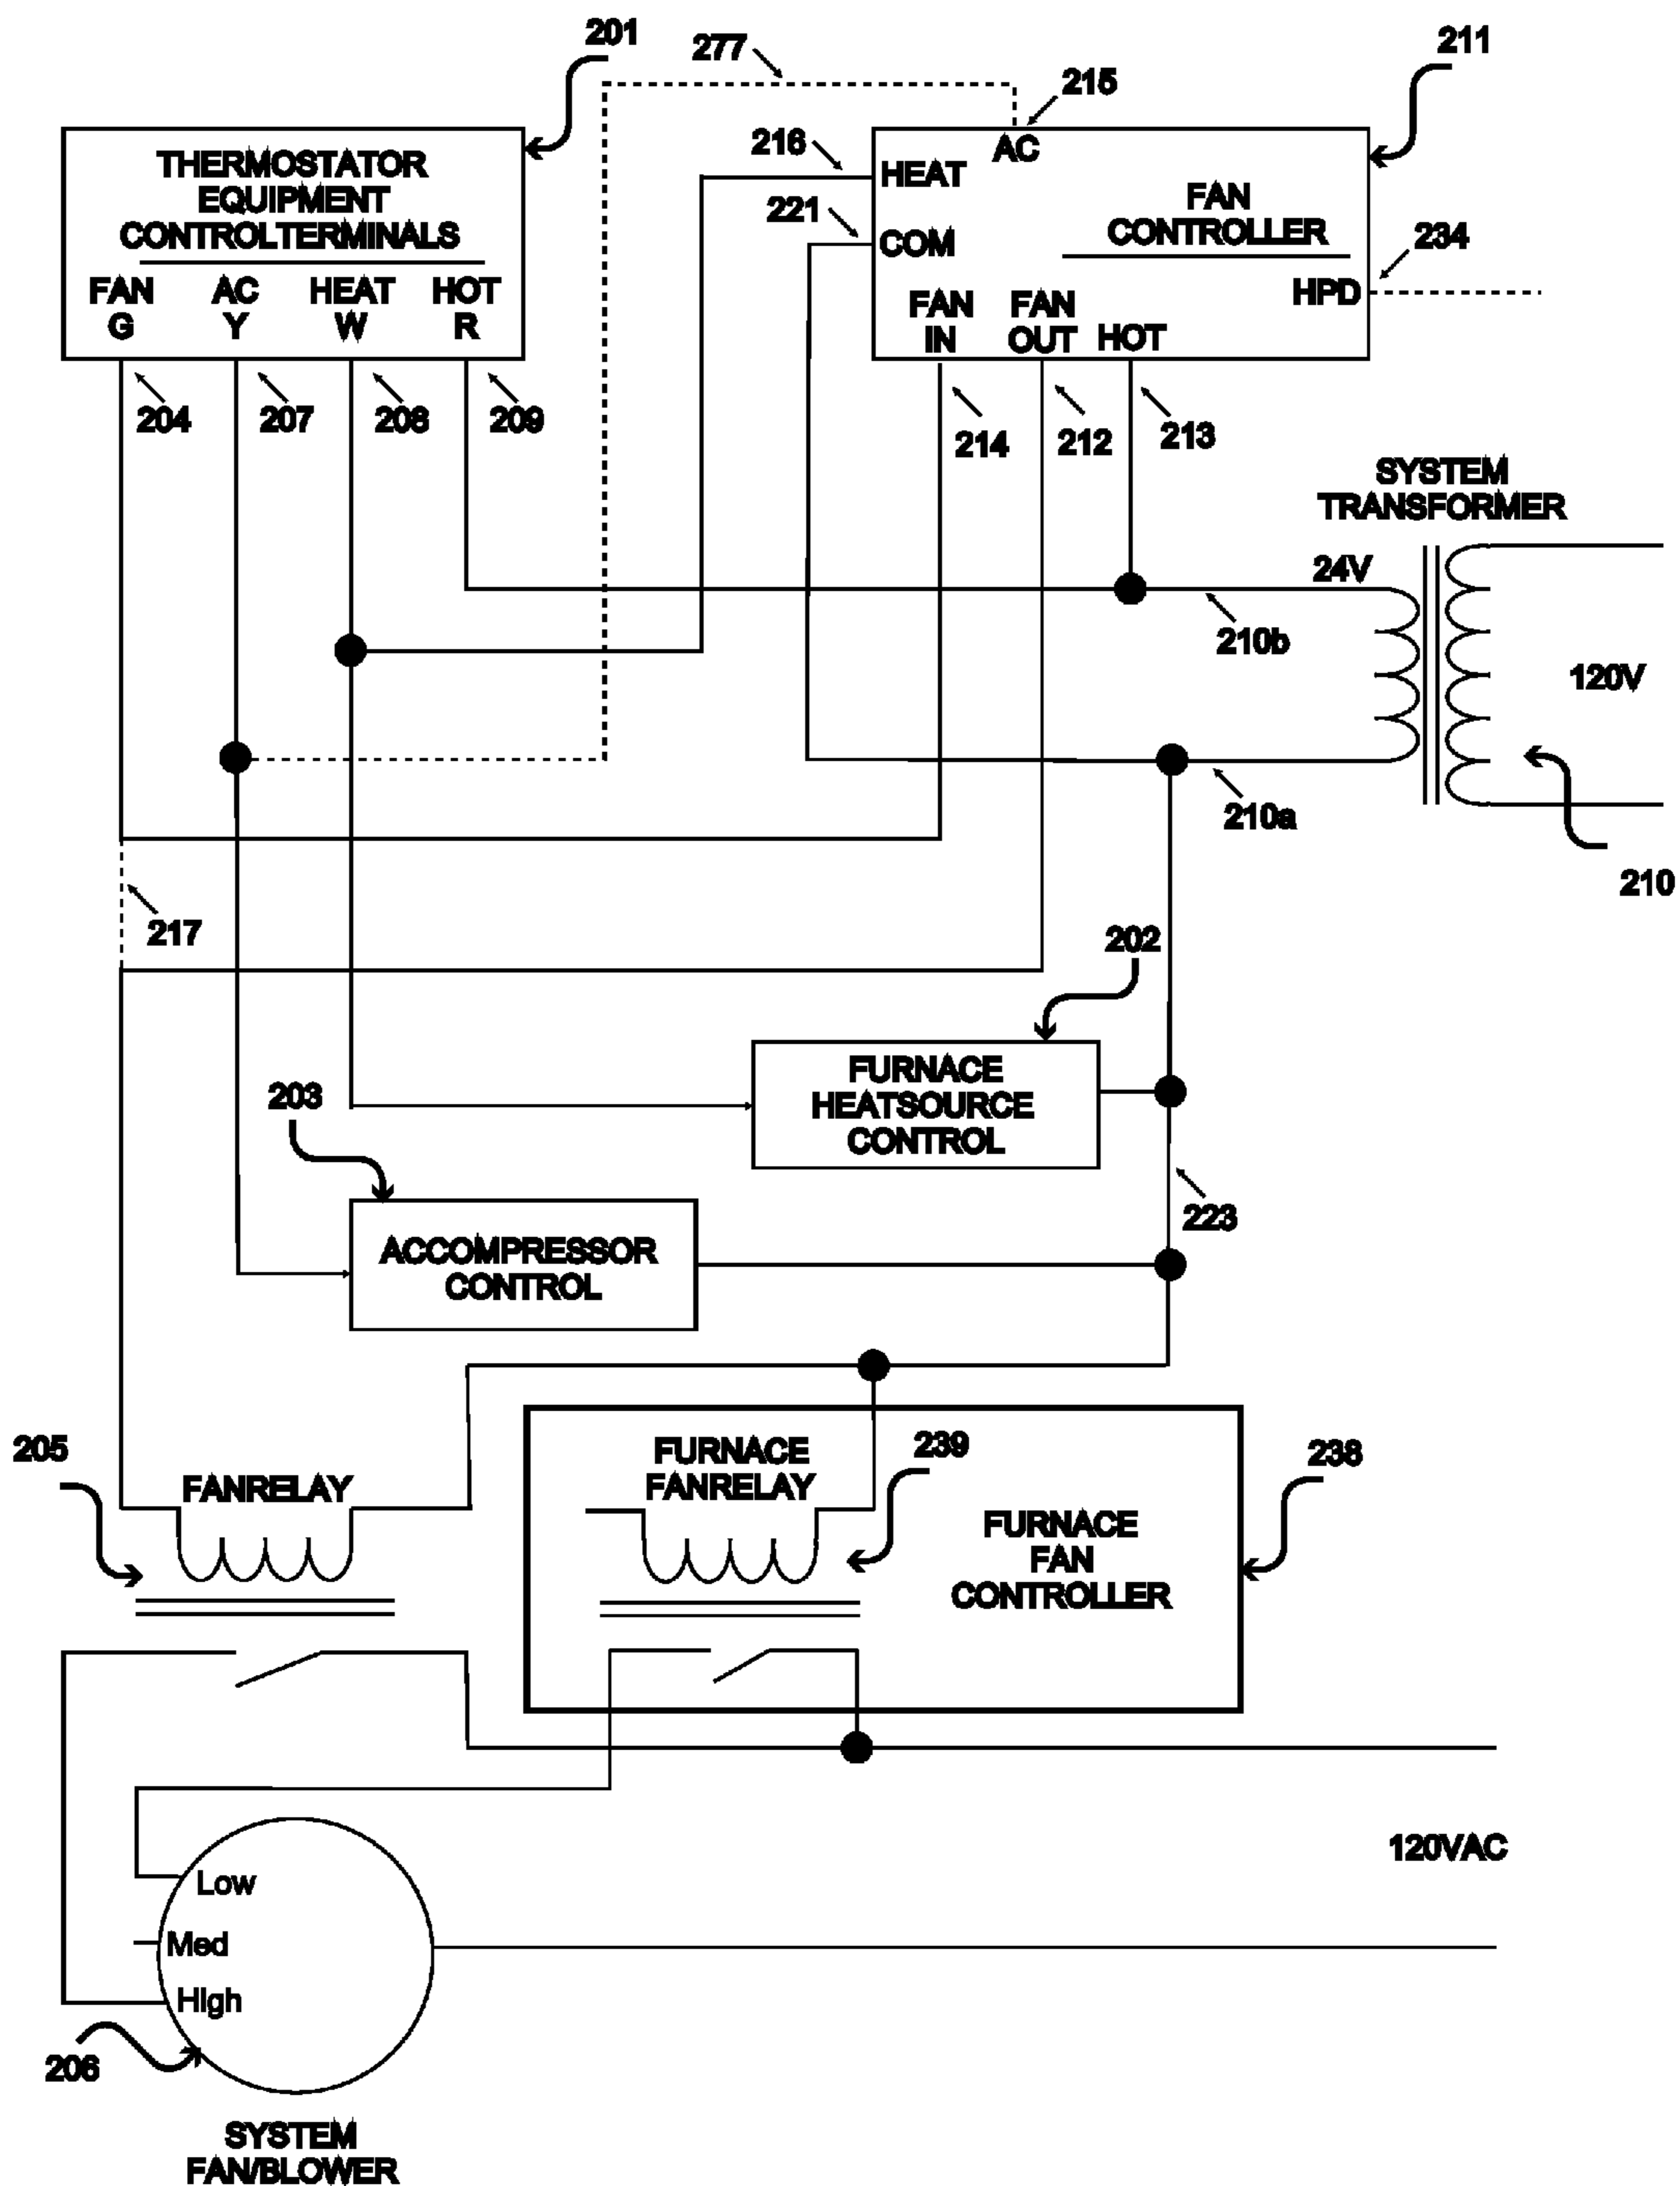 201
277
215
211
THERMOSTATOR
EQUIPMENT
CONTROLTERMINALS
FAN AC HEAT HOT
G Y W R
216
221
AC
HEAT
COM
FAN
CONTROLLER
234
HPD
FAN FAN
IN OUT HOT
204 207 208 209
214 212 213
SYSTEM
TRANSFORMER
24V
210b
120V
210a
210
217
202
FURNACE
HEATSOURCE
CONTROL
203
223
ACCOMPRESSOR
CONTROL
205
FANRELAY
FURNACE
FANRELAY
239
238
FURNACE
FAN
CONTROLLER
120VAC
Low
Med
High
206
SYSTEM
FAN/BLOWER